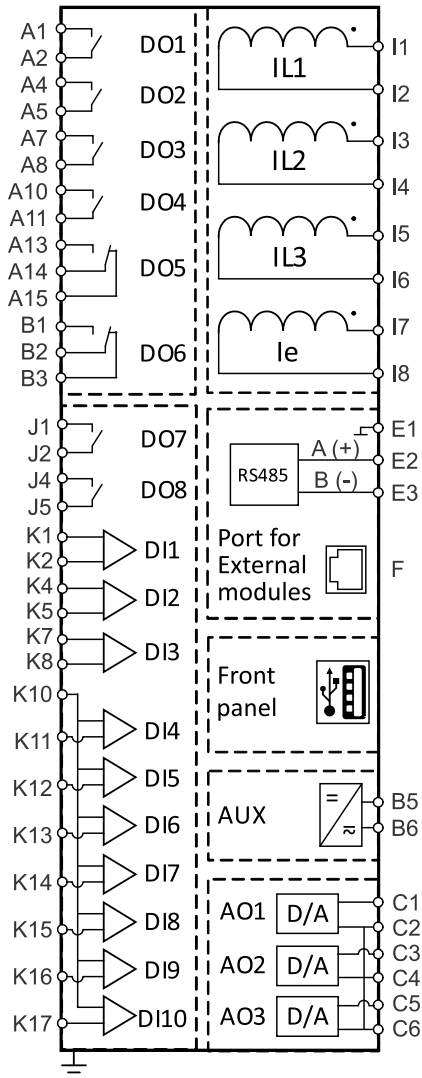 A1
A2
DO1
A4
A5
DO2
A7
A8
DO3
A10
A11
DO4
A13
A14
A15
DO5
B1
B2
B3
DO6
J1
J2
DO7
J4
J5
DO8
K1
K2
DI1
K4
K5
DI2
K7
K8
DI3
K10
K11
DI4
K12
DI5
K13
DI6
K14
DI7
K15
DI8
K16
DI9
K17
DI10
IL1
I1
I2
IL2
I3
I4
IL3
I5
I6
Ie
I7
I8
E1
RS485
A (+)
E2
B (-)
E3
Port for
External
modules
F
Front
panel
AUX
=
≂
B5
B6
AO1
D/A
C1
C2
AO2
D/A
C3
C4
AO3
D/A
C5
C6